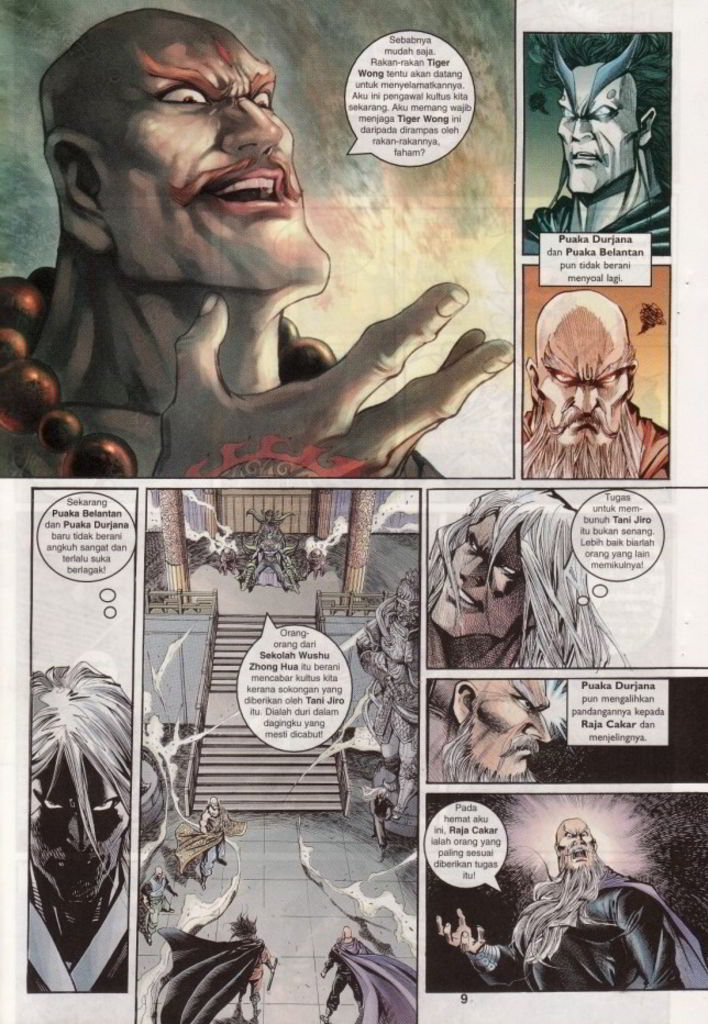 Sebabnya
mudah saja.
Rakan-rakan Tiger
Wong tentu akan datang
untuk menyelamatkannya.
Aku ini pengawal kultus kita
sekarang. Aku memang wajib
menjaga Tiger Wong ini
daripada dirampas oleh
rakan-rakannya,
faham?
Puaka Durjana
dan Puaka Belantan
pun tidak berani
menyoal lagi.
Sekarang
Puaka Belantan
dan Puaka Durjana
baru tidak berani
angkuh sangat dan
terlalu suka
berlagak!
Orang-
orang dari
Sekolah Wushu
Zhong Hua itu berani
mencabar kultus kita
kerana sokongan yang
diberikan oleh Tani Jiro
itu. Dialah duri dalam
dagingku yang
mesti dicabut!
Tugas
untuk mem-
bunuh Tani Jiro
itu bukan senang.
Lebih baik biarlah
orang yang lain
memikulnya!
Puaka Durjana
pun mengalihkan
pandangannya kepada
Raja Cakar dan
menjelingnya.
Pada
hemat aku
ini, Raja Cakar
ialah orang yang
paling sesuai
diberikan tugas
itu!
9